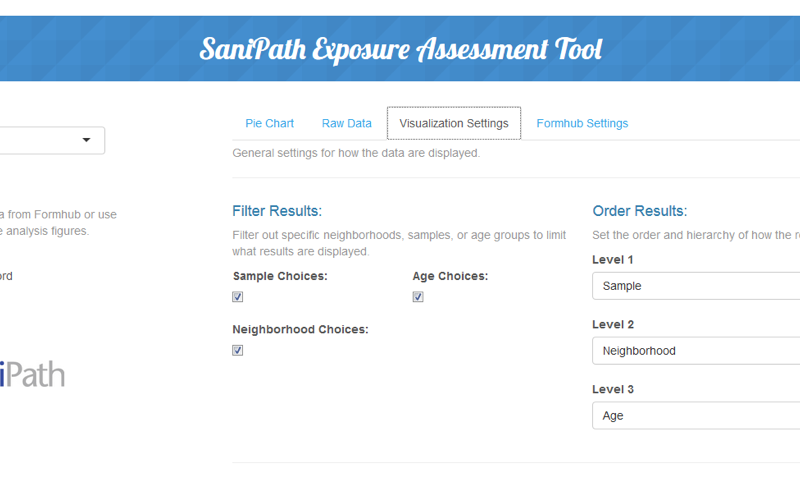 SaniPath Exposure Assessment Tool
Pie Chart
Raw Data
Visualization Settings
Formhub Settings
General settings for how the data are displayed.
a from Formhub or use
e analysis figures.
ord
iPath
Filter Results:
Filter out specific neighborhoods, samples, or age groups to limit
what results are displayed.
Sample Choices:
Age Choices:
Neighborhood Choices:
Order Results:
Set the order and hierarchy of how the r
Level 1
Sample
Level 2
Neighborhood
Level 3
Age